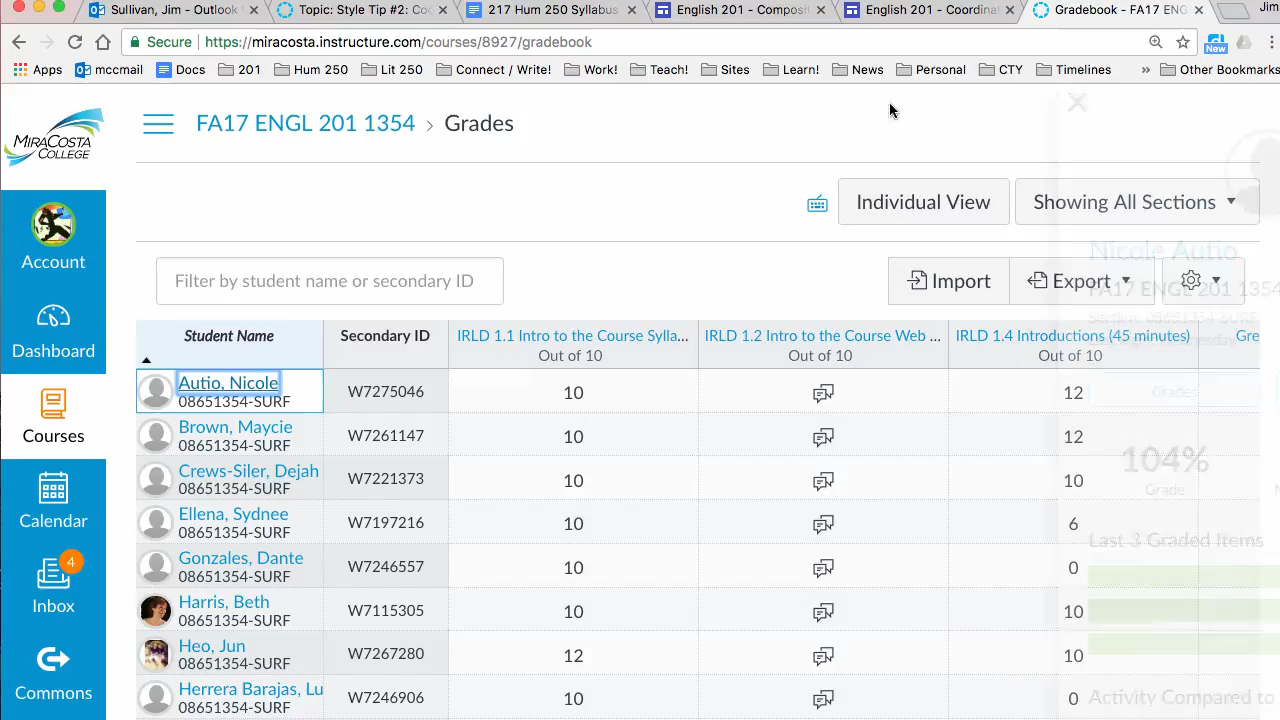 Sullivan, Jim - Outlook
Topic: Style Tip #2: Co
217 Hum 250 Syllabus
English 201 - Composit
English 201 - Coordina
Gradebook - FA17 ENG
Jim
Secure
https://miracosta.instructure.com/courses/8927/gradebook
New
Apps
mccmail
Docs
201
Hum 250
Lit 250
Connect / Write!
Work!
Teach!
Sites
Learn!
News
Personal
CTY
Timelines
»
Other Bookmarks
MIRACOSTA
COLLEGE
FA17 ENGL 201 1354 › Grades
Individual View
Showing All Sections
Filter by student name or secondary ID
Import
Export
Nicole Autio
FA17 ENGL 201 1354
Student Name
Secondary ID
IRLD 1.1 Intro to the Course Sylla...
Out of 10
IRLD 1.2 Intro to the Course Web ...
Out of 10
IRLD 1.4 Introductions (45 minutes)
Out of 10
Gre
Autio, Nicole
08651354-SURF
W7275046
10
12
Grades
Brown, Maycie
08651354-SURF
W7261147
10
12
104%
Grade
Crews-Siler, Dejah
08651354-SURF
W7221373
10
10
Ellena, Sydnee
08651354-SURF
W7197216
10
6
Last 3 Graded Items
Gonzales, Dante
08651354-SURF
W7246557
10
0
Harris, Beth
08651354-SURF
W7115305
10
10
Heo, Jun
08651354-SURF
W7267280
12
10
Herrera Barajas, Lu
08651354-SURF
W7246906
10
0
Activity Compared to
Account
Dashboard
Courses
Calendar
4
Inbox
Commons